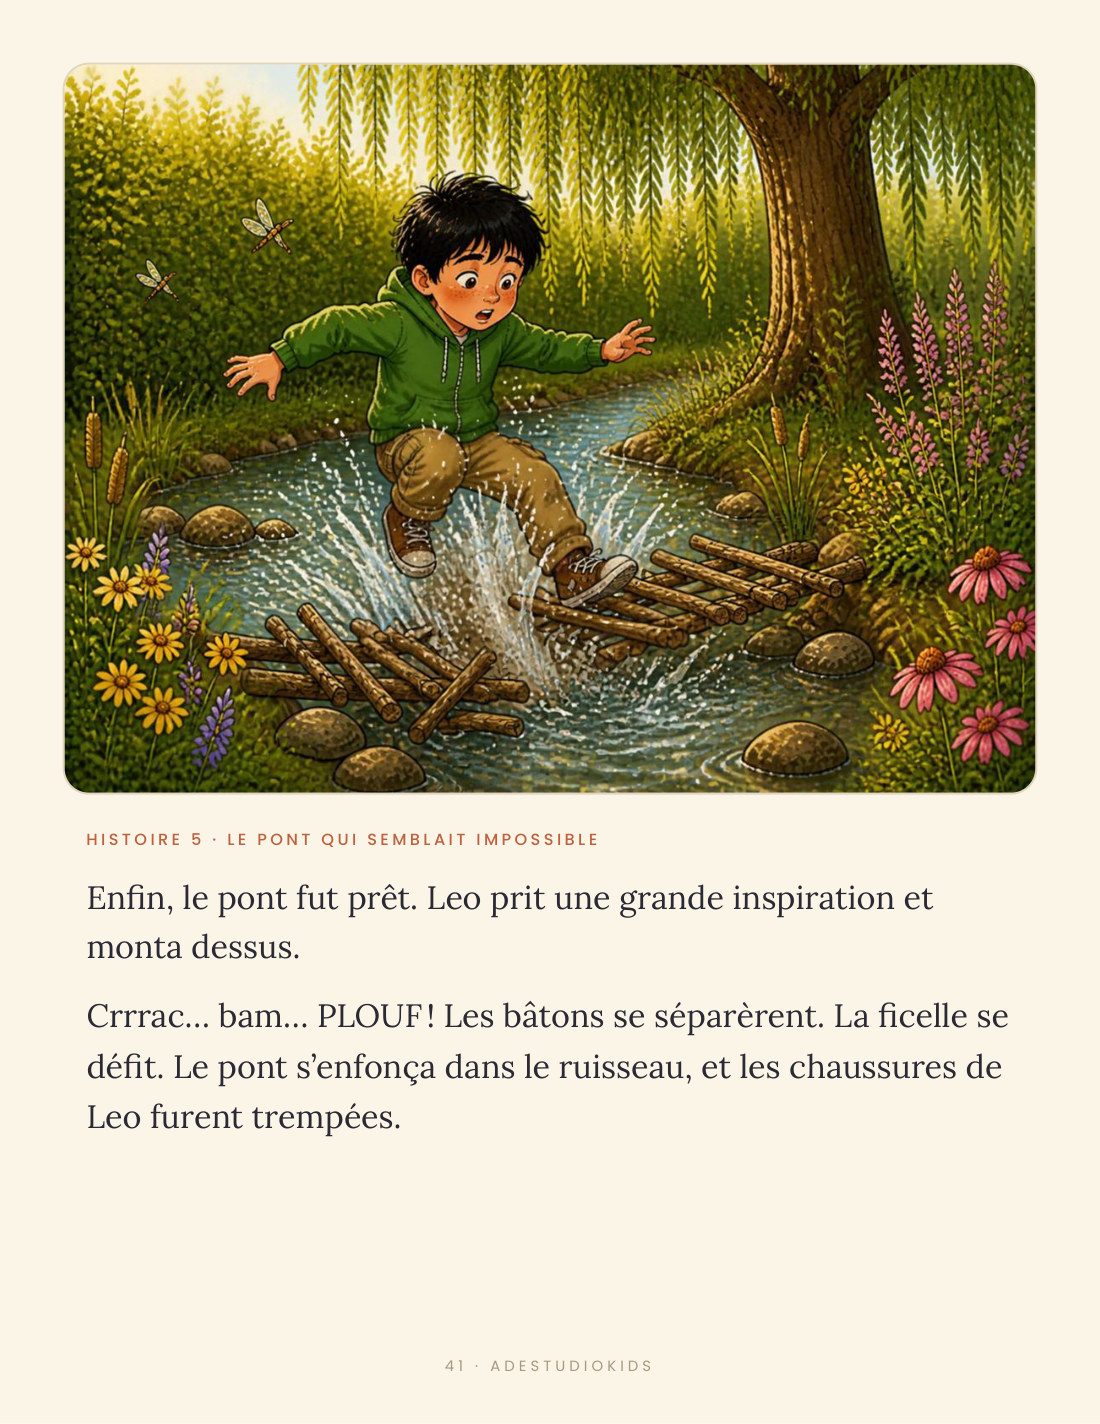 HISTOIRE 5 · LE PONT QUI SEMBLAIT IMPOSSIBLE
Enfin, le pont fut prêt. Leo prit une grande inspiration et
monta dessus.
Crrrac… bam… PLOUF ! Les bâtons se séparèrent. La ficelle se
défit. Le pont s’enfonça dans le ruisseau, et les chaussures de
Leo furent trempées.
41 · ADESTUDIOKIDS